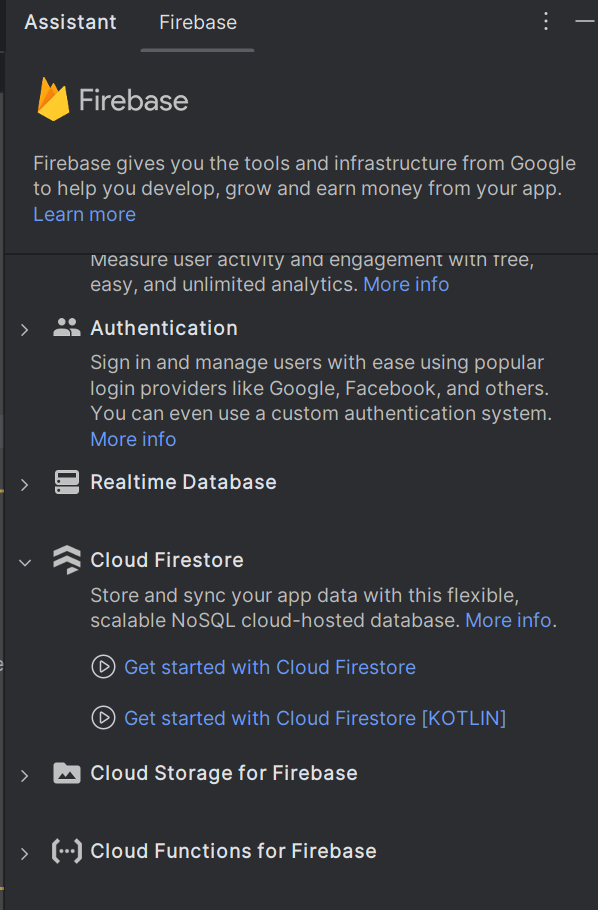 Assistant
Firebase
Firebase
Firebase gives you the tools and infrastructure from Google
to help you develop, grow and earn money from your app.
Learn more
Measure user activity and engagement with free,
easy, and unlimited analytics. More info
Authentication
Sign in and manage users with ease using popular
login providers like Google, Facebook, and others.
You can even use a custom authentication system.
More info
Realtime Database
Cloud Firestore
Store and sync your app data with this flexible,
scalable NoSQL cloud-hosted database. More info.
Get started with Cloud Firestore
Get started with Cloud Firestore [KOTLIN]
Cloud Storage for Firebase
Cloud Functions for Firebase